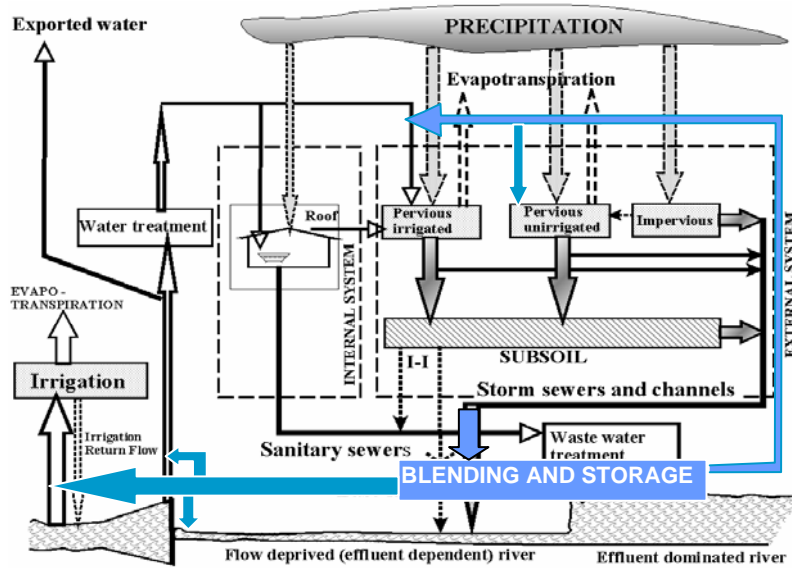 PRECIPITATION
Exported water
Evapotranspiration
Water treatment
Roof
Pervious
irrigated
Pervious
unirrigated
Impervious
INTERNAL SYSTEM
EXTERNAL SYSTEM
EVAPO-
TRANSPIRATION
I-I
SUBSOIL
Irrigation
Storm sewers and channels
Irrigation
Return Flow
Sanitary sewers
Waste water
treatment
BLENDING AND STORAGE
Flow deprived (effluent dependent) river
Effluent dominated river